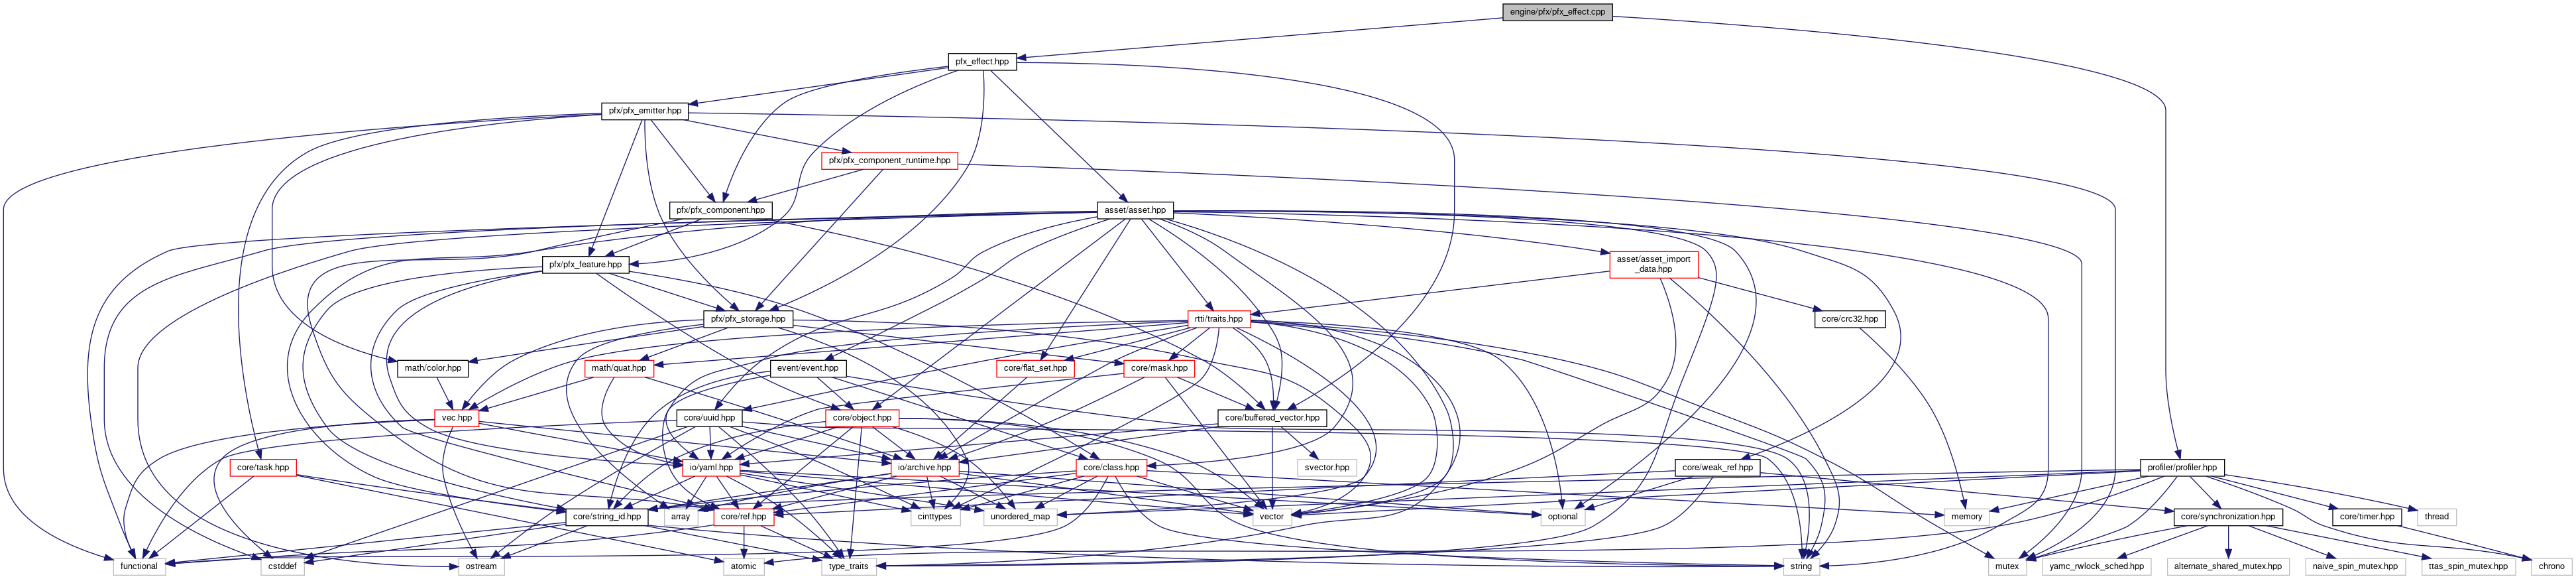 engine/pfx/pfx_effect.cpp
pfx_effect.hpp
pfx/pfx_emitter.hpp
pfx/pfx_component_runtime.hpp
pfx/pfx_component.hpp
asset/asset.hpp
pfx/pfx_feature.hpp
asset/asset_import
_data.hpp
pfx/pfx_storage.hpp
rtti/traits.hpp
core/crc32.hpp
math/color.hpp
math/quat.hpp
event/event.hpp
core/flat_set.hpp
core/mask.hpp
vec.hpp
core/uuid.hpp
core/object.hpp
core/buffered_vector.hpp
core/task.hpp
io/yaml.hpp
io/archive.hpp
core/class.hpp
svector.hpp
core/weak_ref.hpp
profiler/profiler.hpp
core/string_id.hpp
array
core/ref.hpp
cinttypes
unordered_map
vector
optional
memory
core/synchronization.hpp
core/timer.hpp
thread
functional
cstddef
ostream
atomic
type_traits
string
mutex
yamc_rwlock_sched.hpp
alternate_shared_mutex.hpp
naive_spin_mutex.hpp
ttas_spin_mutex.hpp
chrono